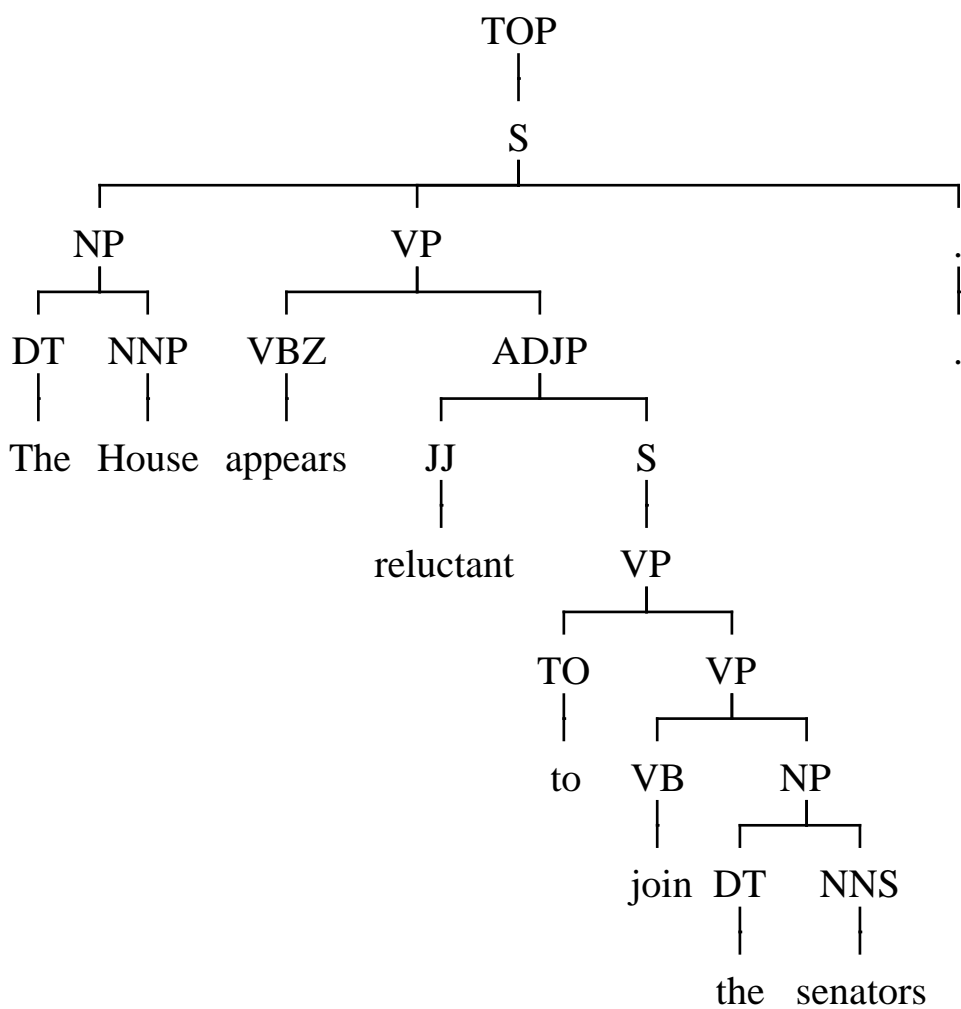 TOP
S
NP VP .
DT NNP VBZ ADJP .
The House appears JJ S
reluctant VP
TO VP
to VB NP
join DT NNS
the senators